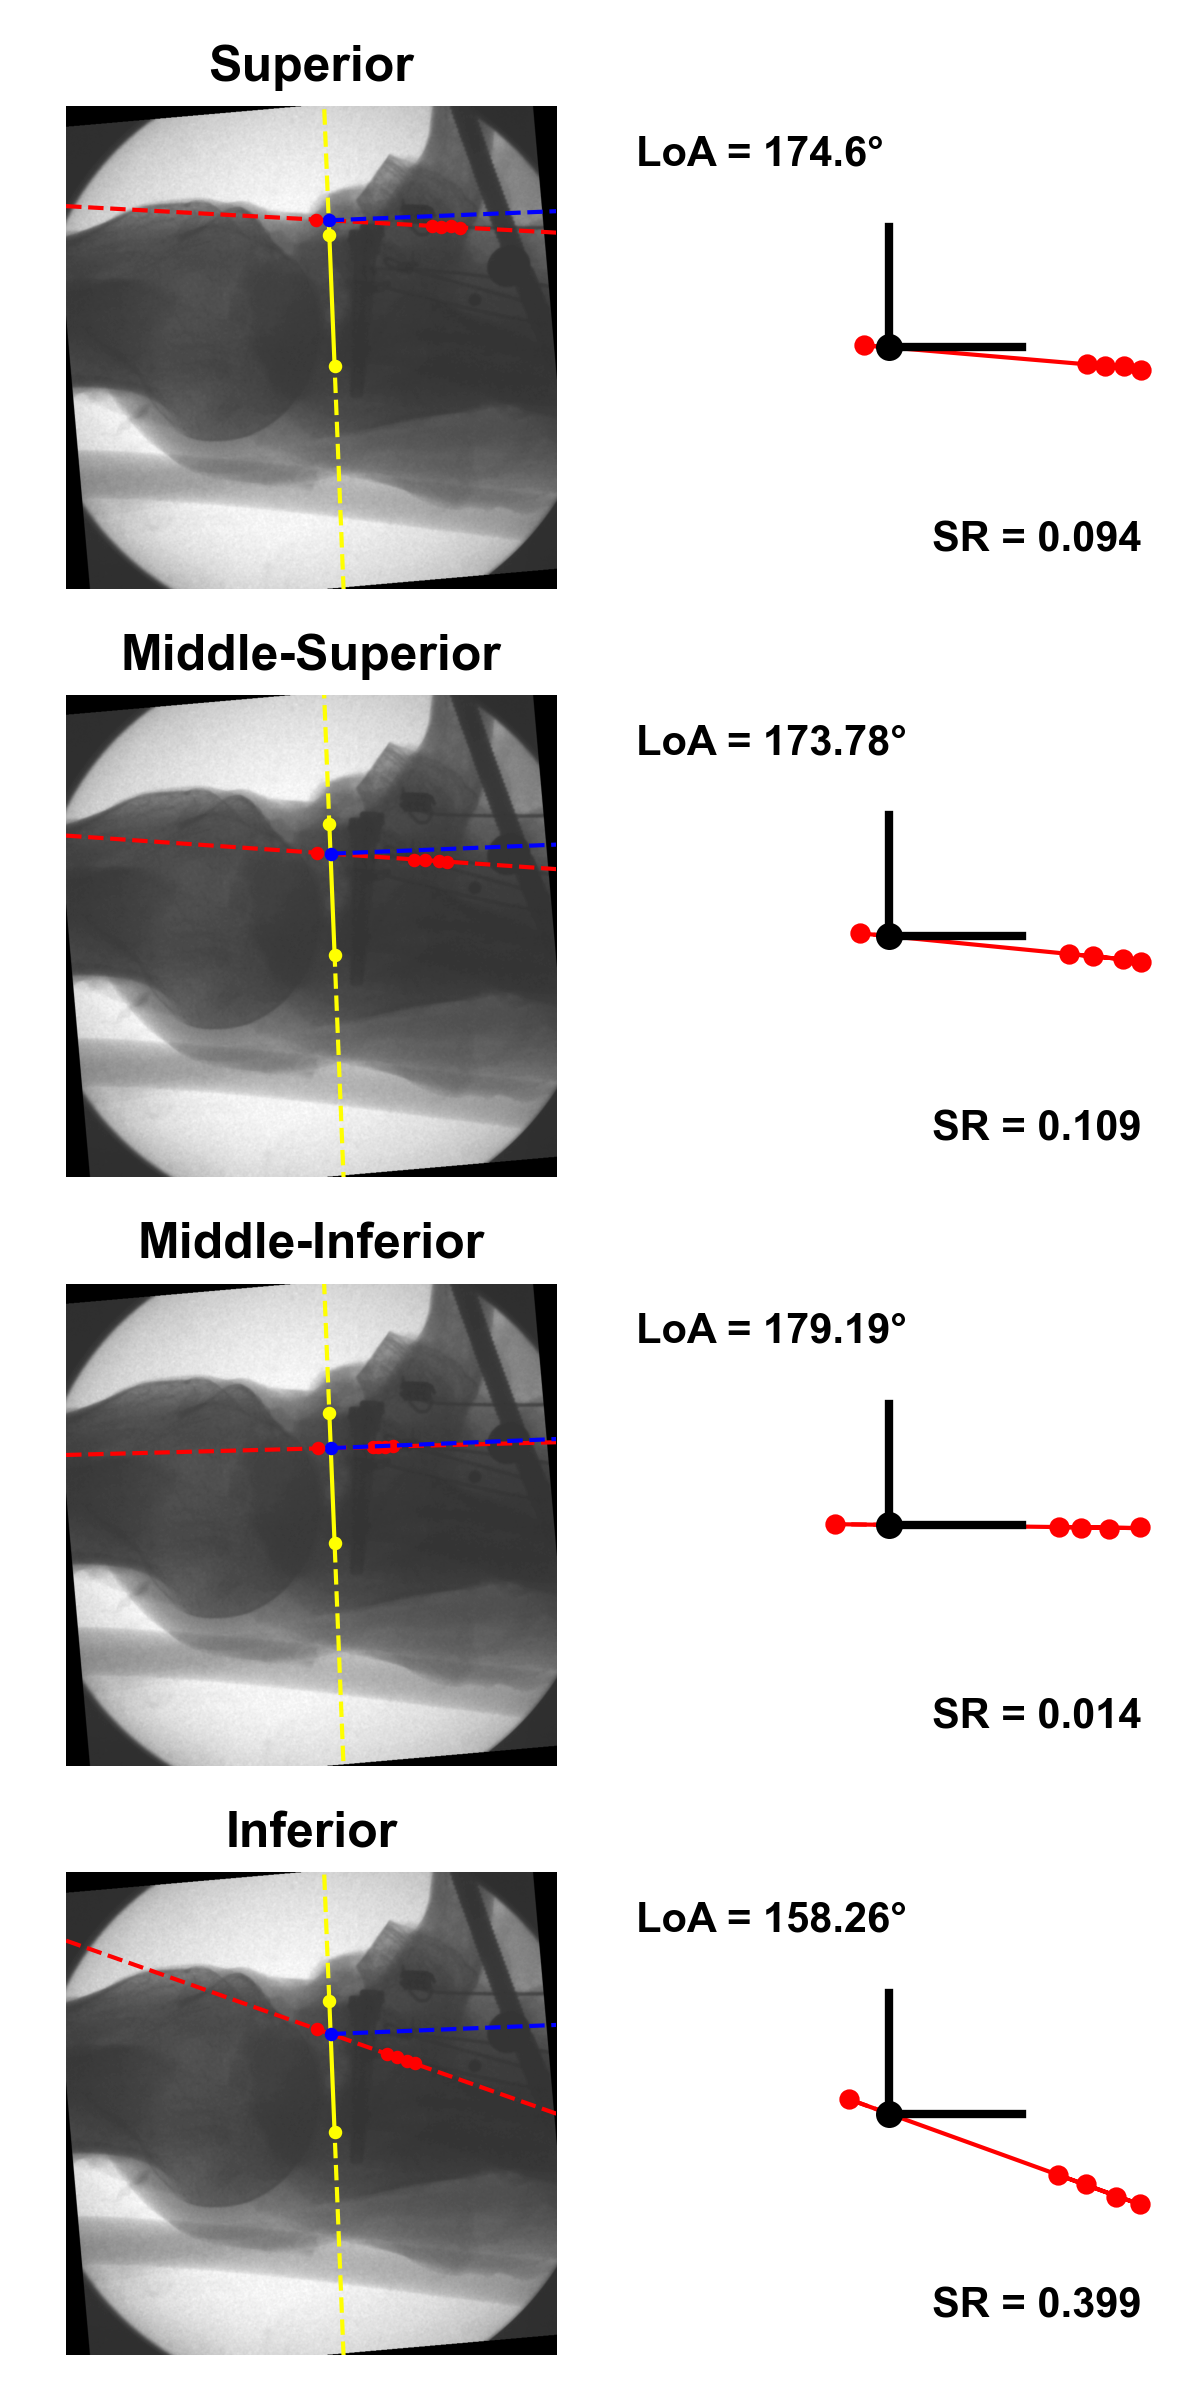 Superior
LoA = 174.6°
SR = 0.094
Middle-Superior
LoA = 173.78°
SR = 0.109
Middle-Inferior
LoA = 179.19°
SR = 0.014
Inferior
LoA = 158.26°
SR = 0.399